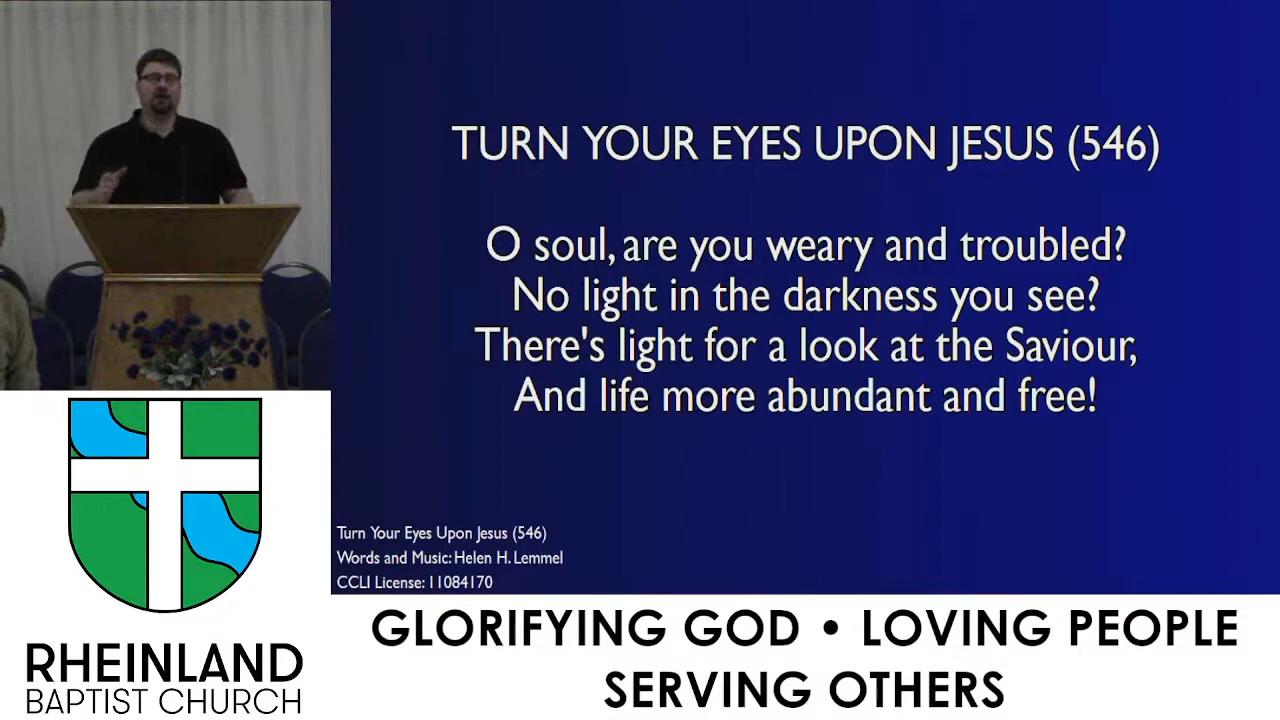 TURN YOUR EYES UPON JESUS (546)
O soul, are you weary and troubled?
No light in the darkness you see?
There's light for a look at the Saviour,
And life more abundant and free!
Turn Your Eyes Upon Jesus (546)
Words and Music: Helen H. Lemmel
CCLI License: 11084170
RHEINLAND
BAPTIST CHURCH
GLORIFYING GOD • LOVING PEOPLE
SERVING OTHERS